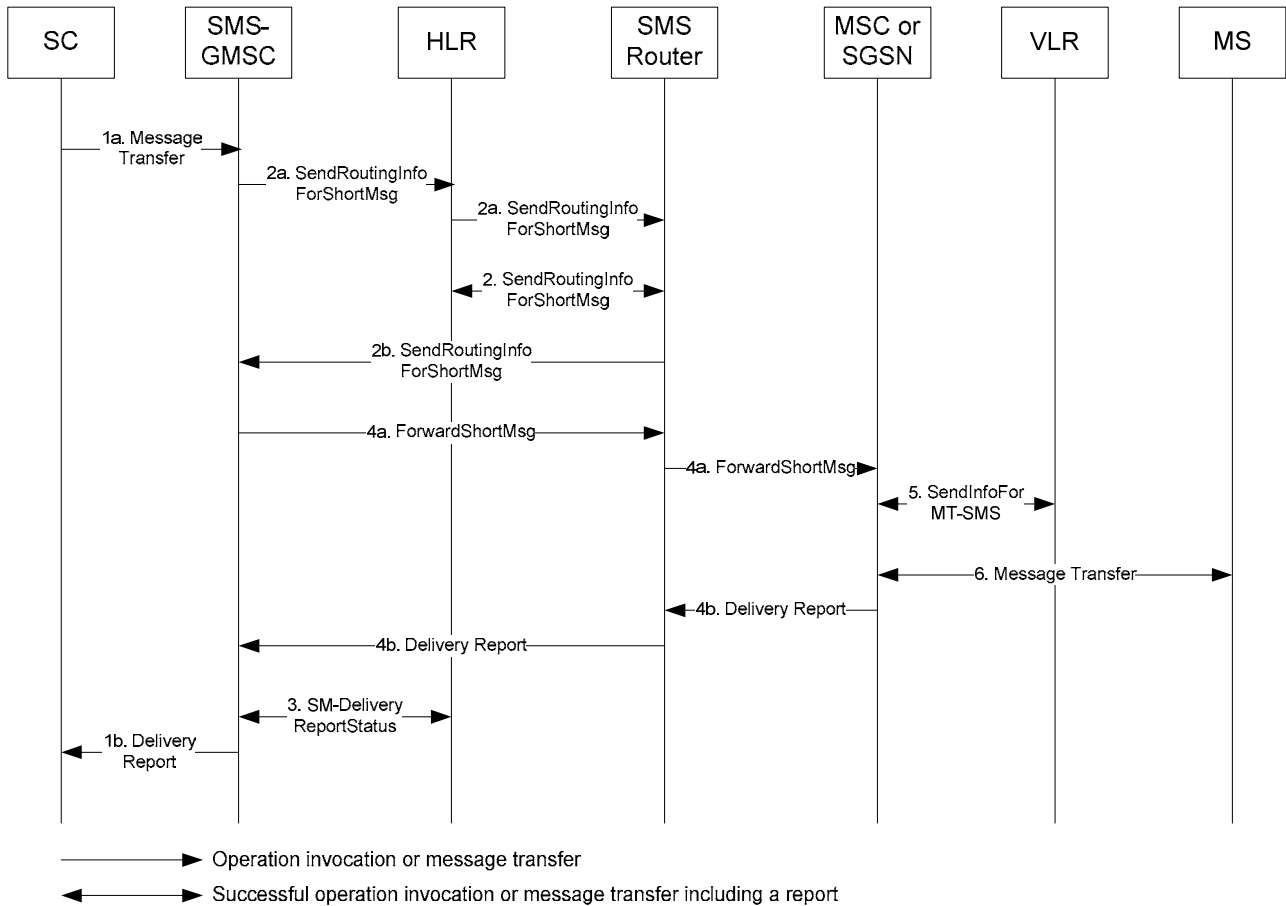 SC
SMS-
GMSC
HLR
SMS
Router
MSC or
SGSN
VLR
MS
1a. Message
Transfer
2a. SendRoutingInfo
ForShortMsg
2a. SendRoutingInfo
ForShortMsg
2. SendRoutingInfo
ForShortMsg
2b. SendRoutingInfo
ForShortMsg
4a. ForwardShortMsg
4a. ForwardShortMsg
5. SendInfoFor
MT-SMS
6. Message Transfer
4b. Delivery Report
4b. Delivery Report
3. SM-Delivery
ReportStatus
1b. Delivery
Report
Operation invocation or message transfer
Successful operation invocation or message transfer including a report